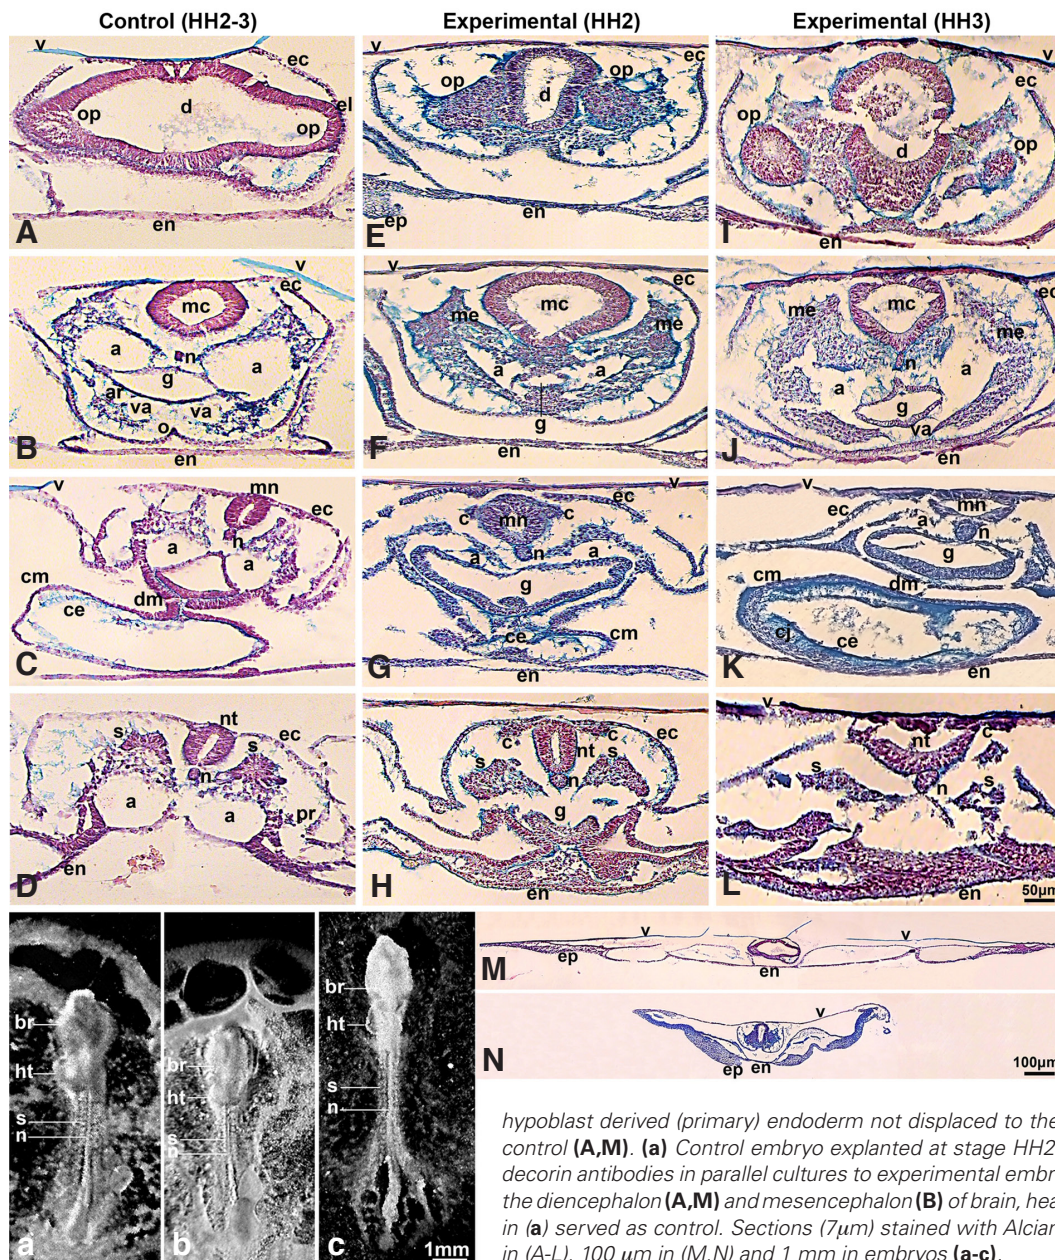 Control (HH2-3) Experimental (HH2) Experimental (HH3)
v ec op d el op en A
v ec op op d ep en E
v ec op op d en I
v ec mc a n a g ar va va o en B
v ec mc me me a a g en F
ec mc me me n a a g va en J
v mn ec a n a cm ce dm C
v ec c mn c a n a g ce cm en G
v ec mn a n g dm cm cj ce en K
nt s s ec n a a pr en D
c c ec nt s s n g en H
v nt c s s n en L
50µm
br ht s n a
br ht s n b
br ht s n c
1mm
v v ep en M
v ep en N
100µm
hypoblast derived (primary) endoderm not displaced to the
control (A,M). (a) Control embryo explanted at stage HH2
decorin antibodies in parallel cultures to experimental embr
the diencephalon (A,M) and mesencephalon (B) of brain, hea
in (a) served as control. Sections (7µm) stained with Alcian
in (A-L), 100 µm in (M,N) and 1 mm in embryos (a-c).